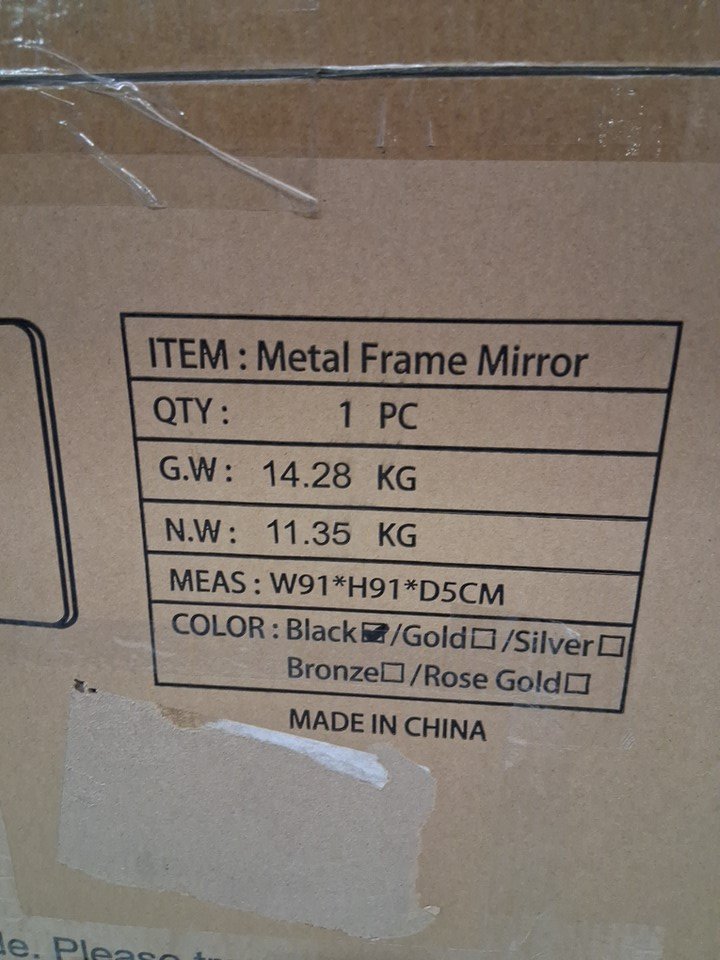 ITEM : Metal Frame Mirror
QTY : 1 PC
G.W : 14.28 KG
N.W : 11.35 KG
MEAS : W91*H91*D5CM
COLOR : Black☑/Gold☐/Silver☐
Bronze☐/Rose Gold☐
MADE IN CHINA
Please